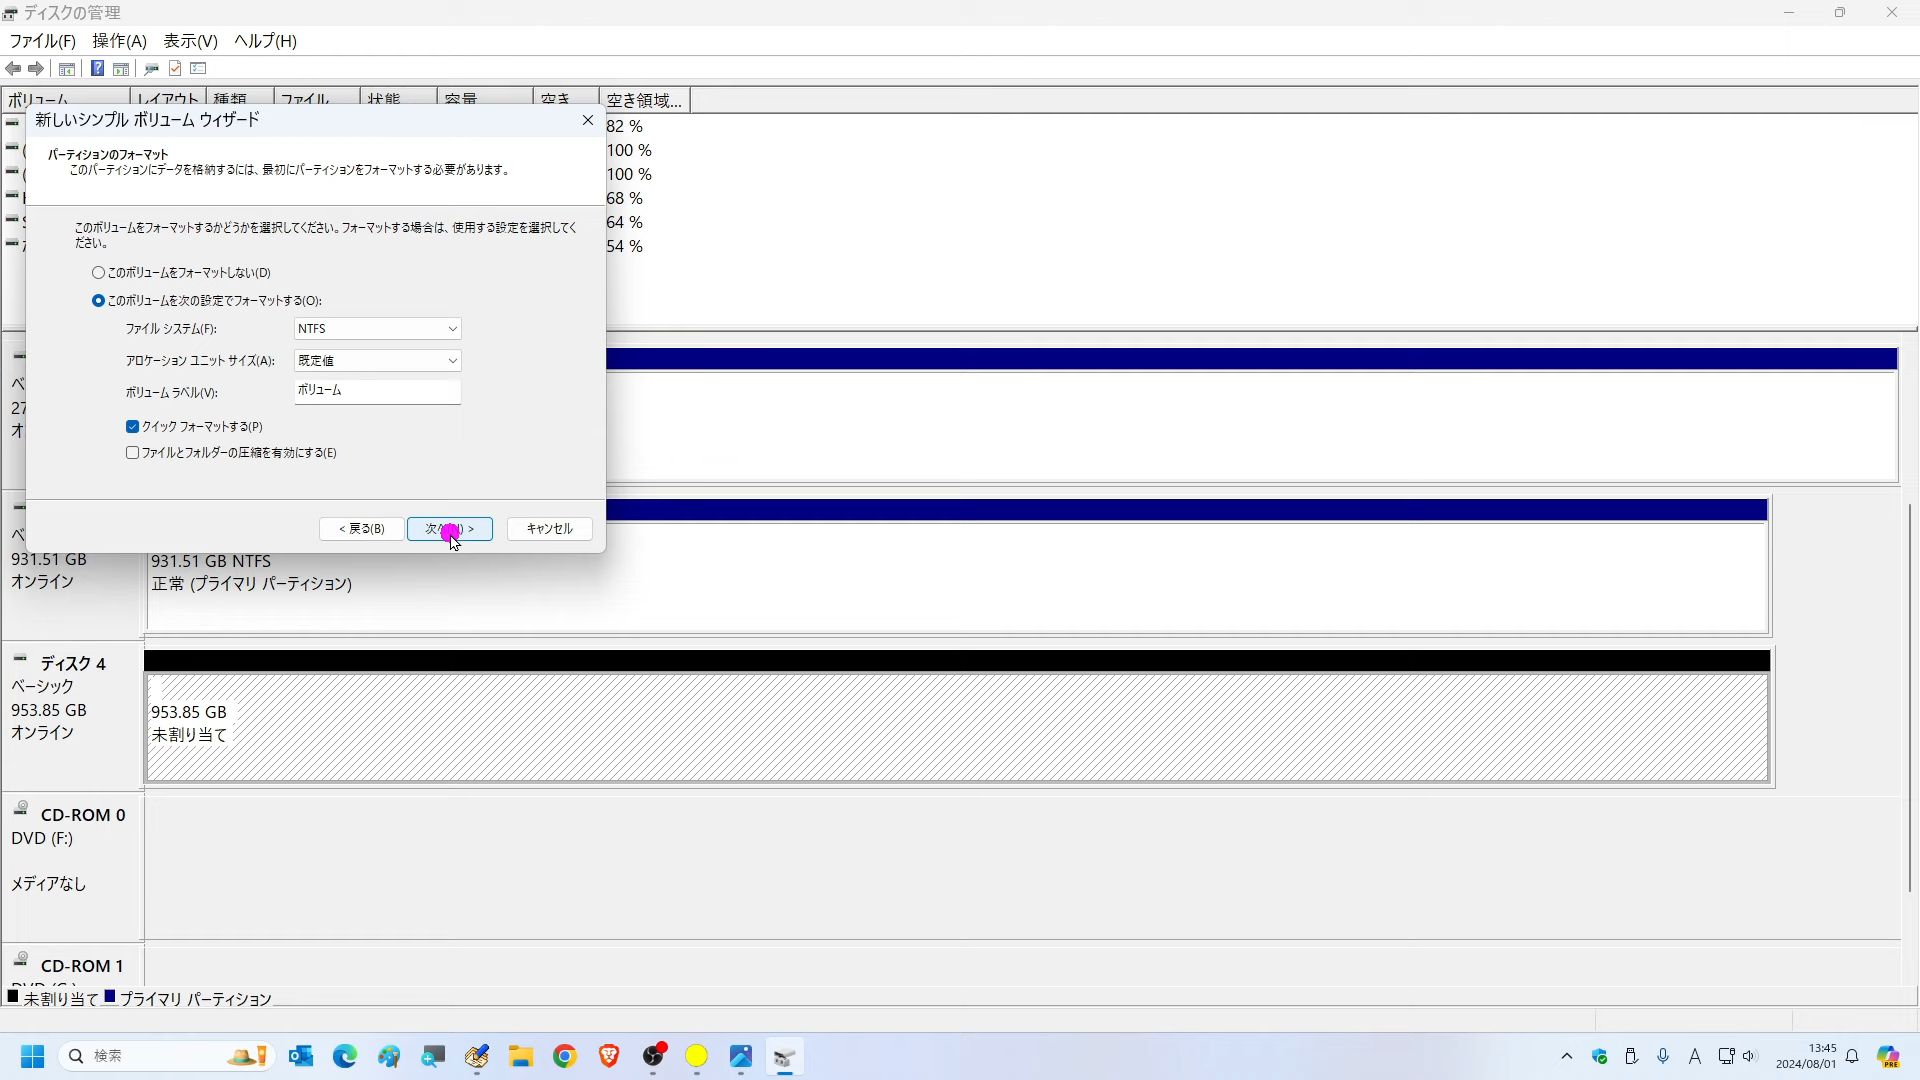 ディスクの管理
ファイル(F) 操作(A) 表示(V) ヘルプ(H)
ボリューム レイアウト 種類 ファイル 状態 容量 空き 空き領域...
新しいシンプル ボリューム ウィザード
82 %
100 %
100 %
68 %
64 %
54 %
パーティションのフォーマット
このパーティションにデータを格納するには、最初にパーティションをフォーマットする必要があります。
このボリュームをフォーマットするかどうかを選択してください。フォーマットする場合は、使用する設定を選択してく
ださい。
このボリュームをフォーマットしない(D)
このボリュームを次の設定でフォーマットする(O):
ファイル システム(F): NTFS
アロケーション ユニット サイズ(A): 既定値
ボリューム ラベル(V): ボリューム
クイック フォーマットする(P)
ファイルとフォルダーの圧縮を有効にする(E)
< 戻る(B) 次へ >
キャンセル
27
931.51 GB
オンライン
931.51 GB NTFS
正常 (プライマリ パーティション)
ディスク 4
ベーシック
953.85 GB
オンライン
953.85 GB
未割り当て
CD-ROM 0
DVD (F:)
メディアなし
CD-ROM 1
未割り当て プライマリ パーティション
検索
A
13:45
2024/08/01
PRE